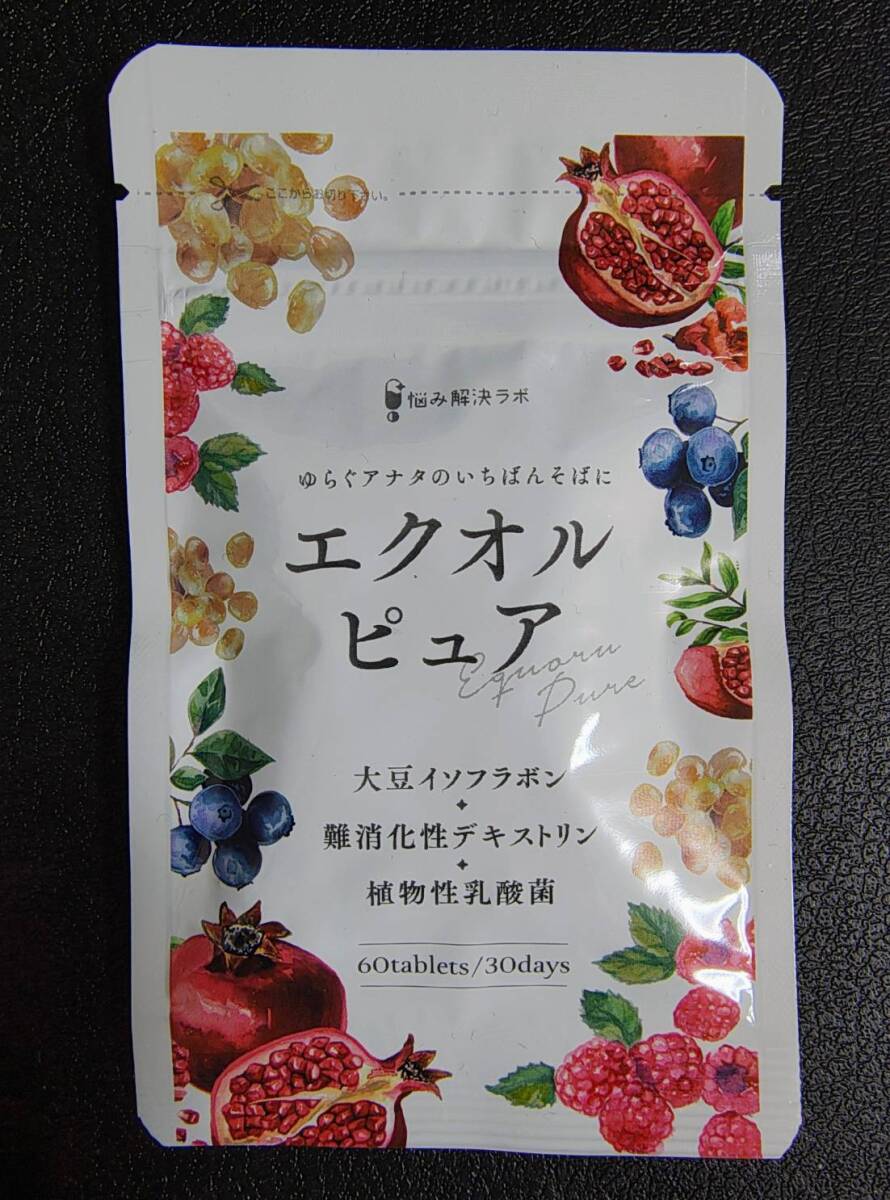 ここからお切り下さい。
悩み解決ラボ
ゆらぐアナタのいちばんそばに
エクオル
ピュア
Equoru
Pure
大豆イソフラボン
難消化性デキストリン
植物性乳酸菌
60tablets/30days